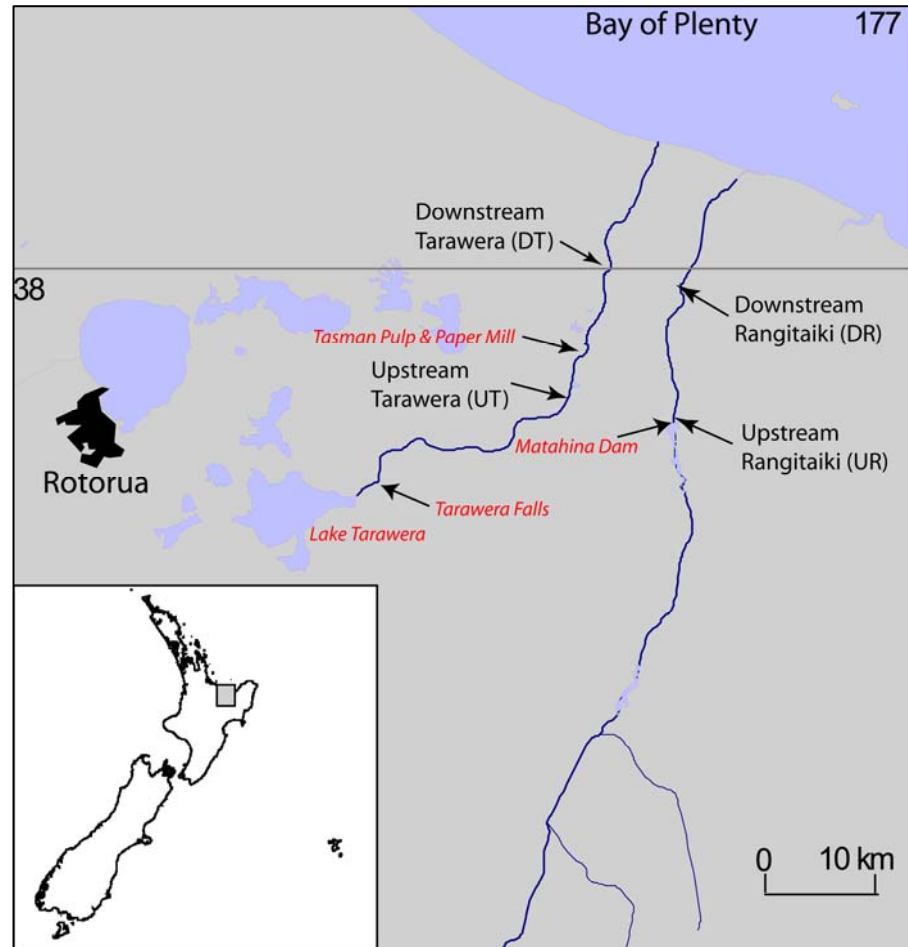 Bay of Plenty
177
Downstream
Tarawera (DT)
38
Downstream
Rangitaiki (DR)
Tasman Pulp & Paper Mill
Upstream
Tarawera (UT)
Matahina Dam
Upstream
Rangitaiki (UR)
Rotorua
Tarawera Falls
Lake Tarawera
0 10 km